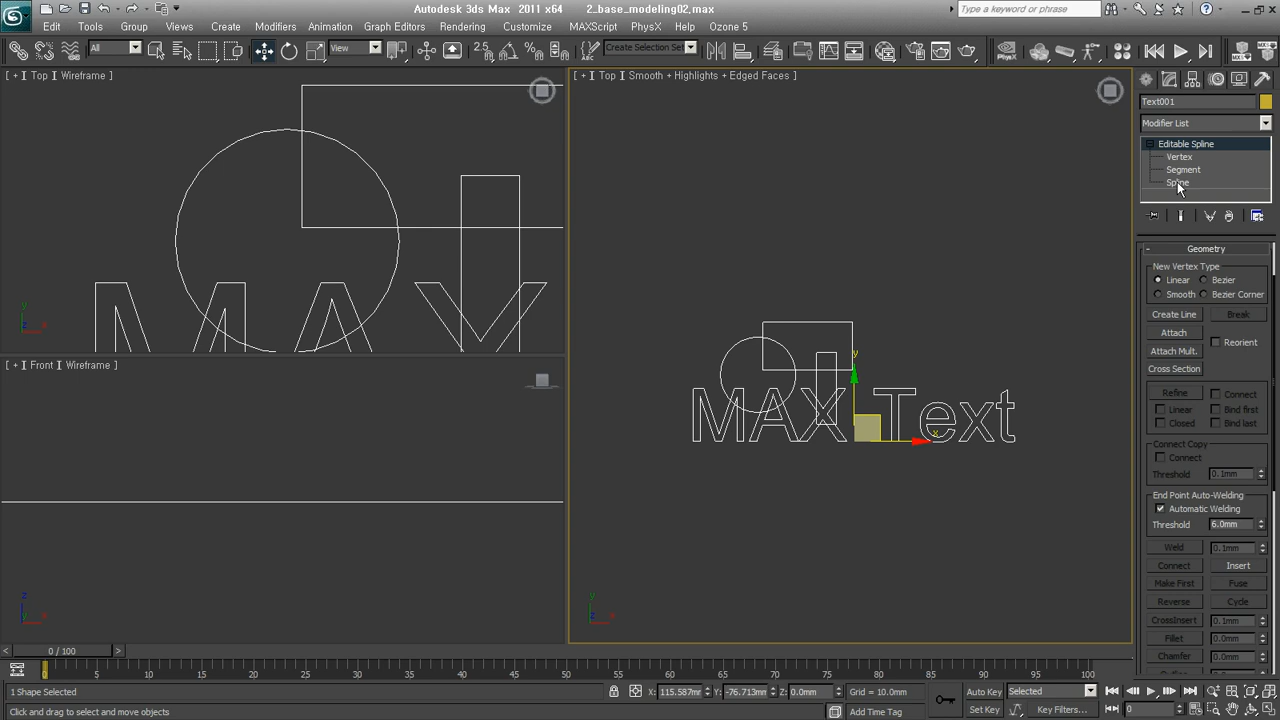 Autodesk 3ds Max 2011 x64 2_base_modeling02.max
Type a keyword or phrase
Edit Tools Group Views Create Modifiers Animation Graph Editors Rendering Customize MAXScript PhysX Help Ozone 5
All View 2.5 Create Selection Set PhysX
[ + ] Top ] Wireframe ]
[ + ] Top ] Smooth + Highlights + Edged Faces ]
MAX
[ + ] Front ] Wireframe ]
MAX Text
Text001
Modifier List
Editable Spline
Vertex
Segment
Spline
Geometry
New Vertex Type
Linear Bezier
Smooth Bezier Corner
Create Line Break
Attach
Reorient
Attach Mult.
Cross Section
Refine Connect
Linear Bind first
Closed Bind last
Connect Copy
Connect
Threshold 0.1mm
End Point Auto-Welding
Automatic Welding
Threshold 6.0mm
Weld 0.1mm
Connect Insert
Make First Fuse
Reverse Cycle
CrossInsert 0.1mm
Fillet 0.0mm
Chamfer 0.0mm
0 / 100
0 5 10 15 20 25 30 35 40 45 50 55 60 65 70 75 80 85 90 95 100
1 Shape Selected X: 115.587mm Y: -76.713mm Z: 0.0mm Grid = 10.0mm Auto Key Selected
Click and drag to select and move objects Add Time Tag Set Key Key Filters... 0